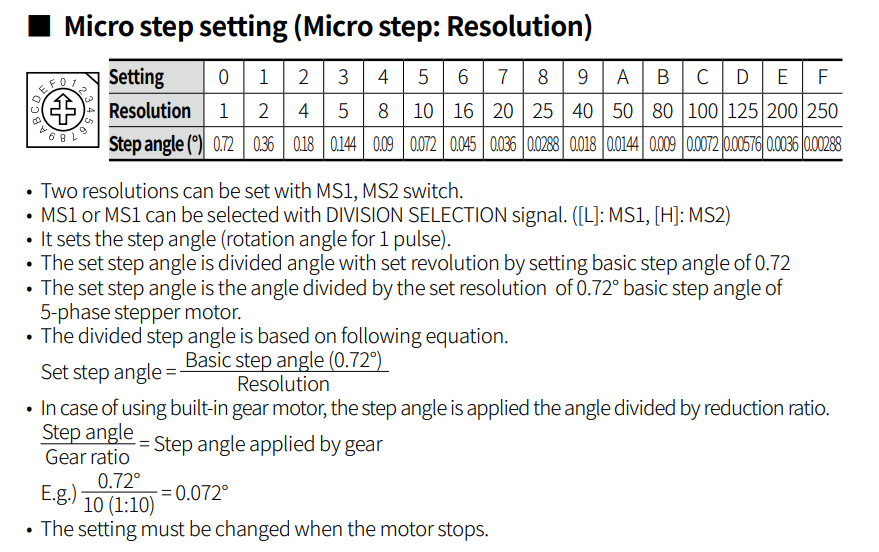 ■ Micro step setting (Micro step: Resolution)
0 1 2 3 4 5 6 7 8 9 A B C D E F
Setting 0 1 2 3 4 5 6 7 8 9 A B C D E F
Resolution 1 2 4 5 8 10 16 20 25 40 50 80 100 125 200 250
Step angle (°) 0.72 0.36 0.18 0.144 0.09 0.072 0.045 0.036 0.0288 0.018 0.0144 0.009 0.0072 0.00576 0.0036 0.00288
• Two resolutions can be set with MS1, MS2 switch.
• MS1 or MS1 can be selected with DIVISION SELECTION signal. ([L]: MS1, [H]: MS2)
• It sets the step angle (rotation angle for 1 pulse).
• The set step angle is divided angle with set revolution by setting basic step angle of 0.72
• The set step angle is the angle divided by the set resolution of 0.72° basic step angle of
5-phase stepper motor.
• The divided step angle is based on following equation.
Set step angle = Basic step angle (0.72°)
Resolution
• In case of using built-in gear motor, the step angle is applied the angle divided by reduction ratio.
Step angle
Gear ratio = Step angle applied by gear
E.g.) 0.72°
10 (1:10) = 0.072°
• The setting must be changed when the motor stops.